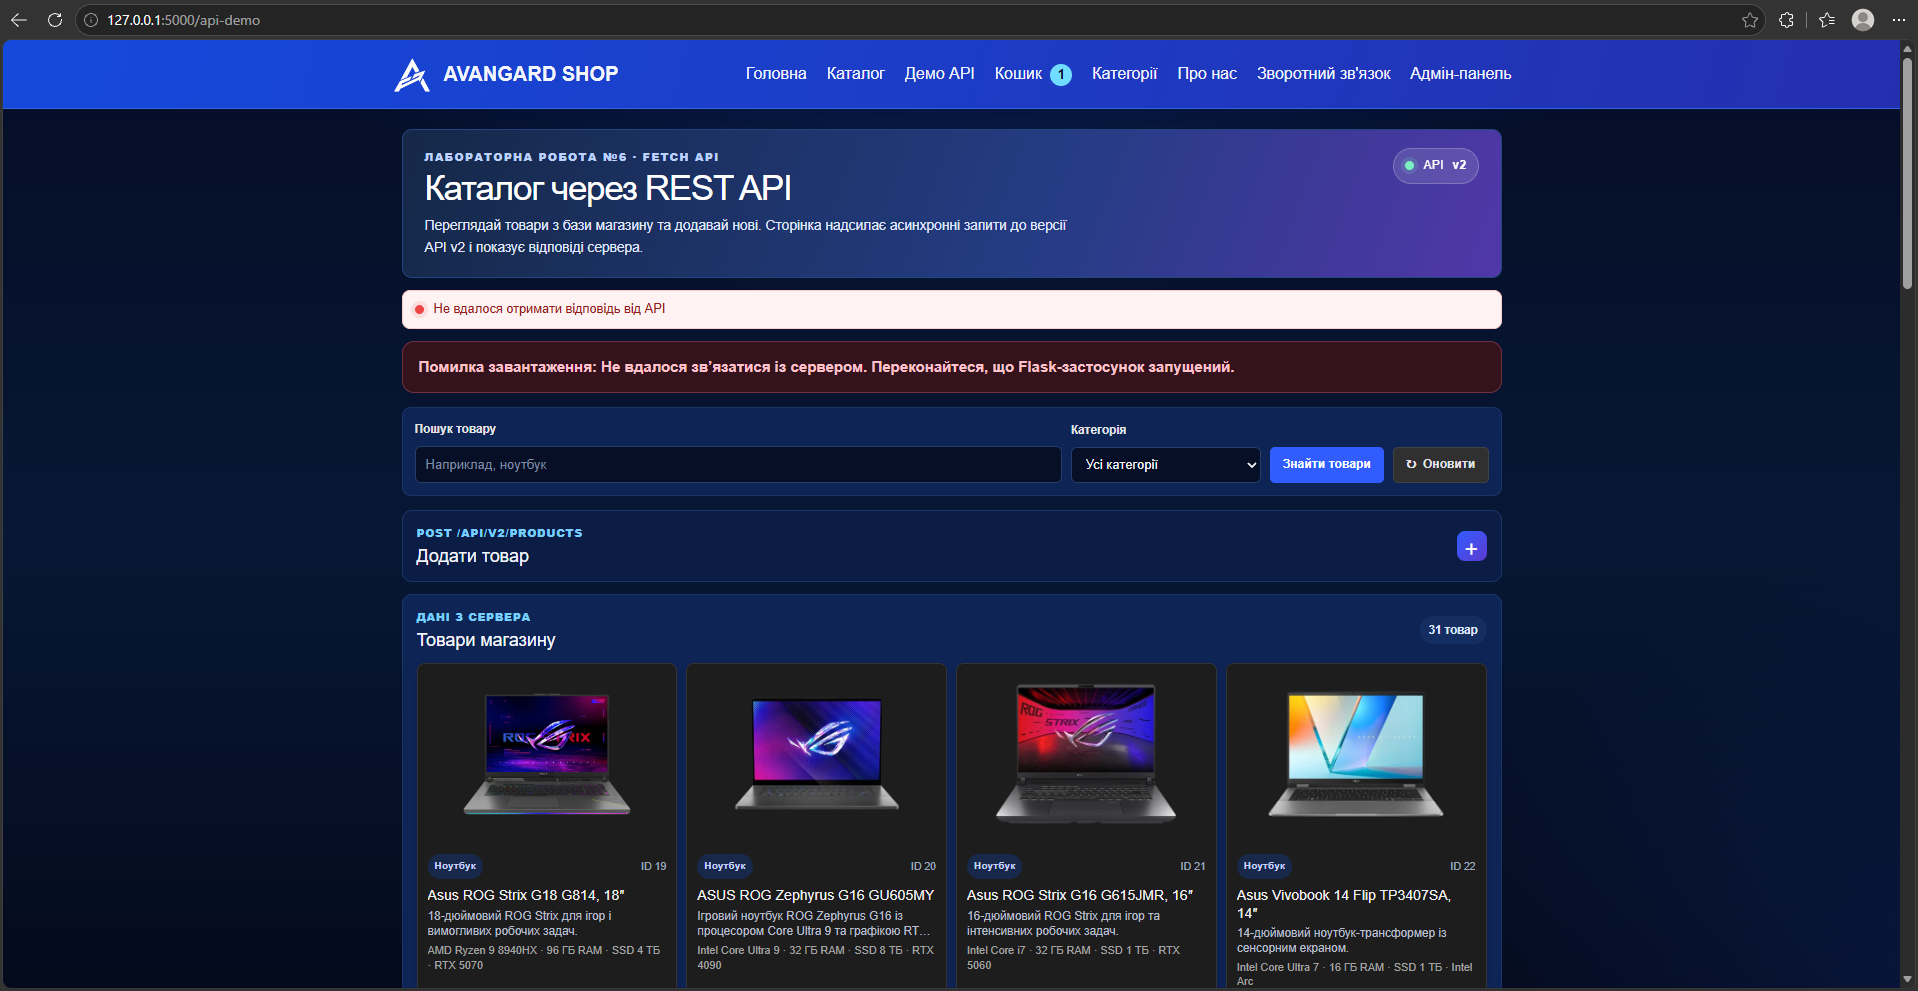 127.0.0.1:5000/api-demo
AVANGARD SHOP
Головна Каталог Демо API Кошик 1 Категорії Про нас Зворотний зв'язок Адмін-панель
ЛАБОРАТОРНА РОБОТА №6 · FETCH API
API v2
Каталог через REST API
Переглядай товари з бази магазину та додавай нові. Сторінка надсилає асинхронні запити до версії
API v2 і показує відповіді сервера.
Не вдалося отримати відповідь від API
Помилка завантаження: Не вдалося зв’язатися із сервером. Переконайтеся, що Flask-застосунок запущений.
Пошук товару
Категорія
Наприклад, ноутбук
Усі категорії
Знайти товари
↻ Оновити
POST /API/V2/PRODUCTS
Додати товар
+
ДАНІ З СЕРВЕРА
Товари магазину
31 товар
ROG STRIX
Ноутбук ID 19
Asus ROG Strix G18 G814, 18″
18-дюймовий ROG Strix для ігор і
вимогливих робочих задач.
AMD Ryzen 9 8940HX · 96 ГБ RAM · SSD 4 ТБ
· RTX 5070
Ноутбук ID 20
ASUS ROG Zephyrus G16 GU605MY
Ігровий ноутбук ROG Zephyrus G16 із
процесором Core Ultra 9 та графікою RT…
Intel Core Ultra 9 · 32 ГБ RAM · SSD 8 ТБ · RTX
4090
ROG
STRIX
Ноутбук ID 21
Asus ROG Strix G16 G615JMR, 16″
16-дюймовий ROG Strix для ігор та
інтенсивних робочих задач.
Intel Core i7 · 32 ГБ RAM · SSD 1 ТБ · RTX
5060
Ноутбук ID 22
Asus Vivobook 14 Flip TP3407SA,
14″
14-дюймовий ноутбук-трансформер із
сенсорним екраном.
Intel Core Ultra 7 · 16 ГБ RAM · SSD 1 ТБ · Intel
Arc